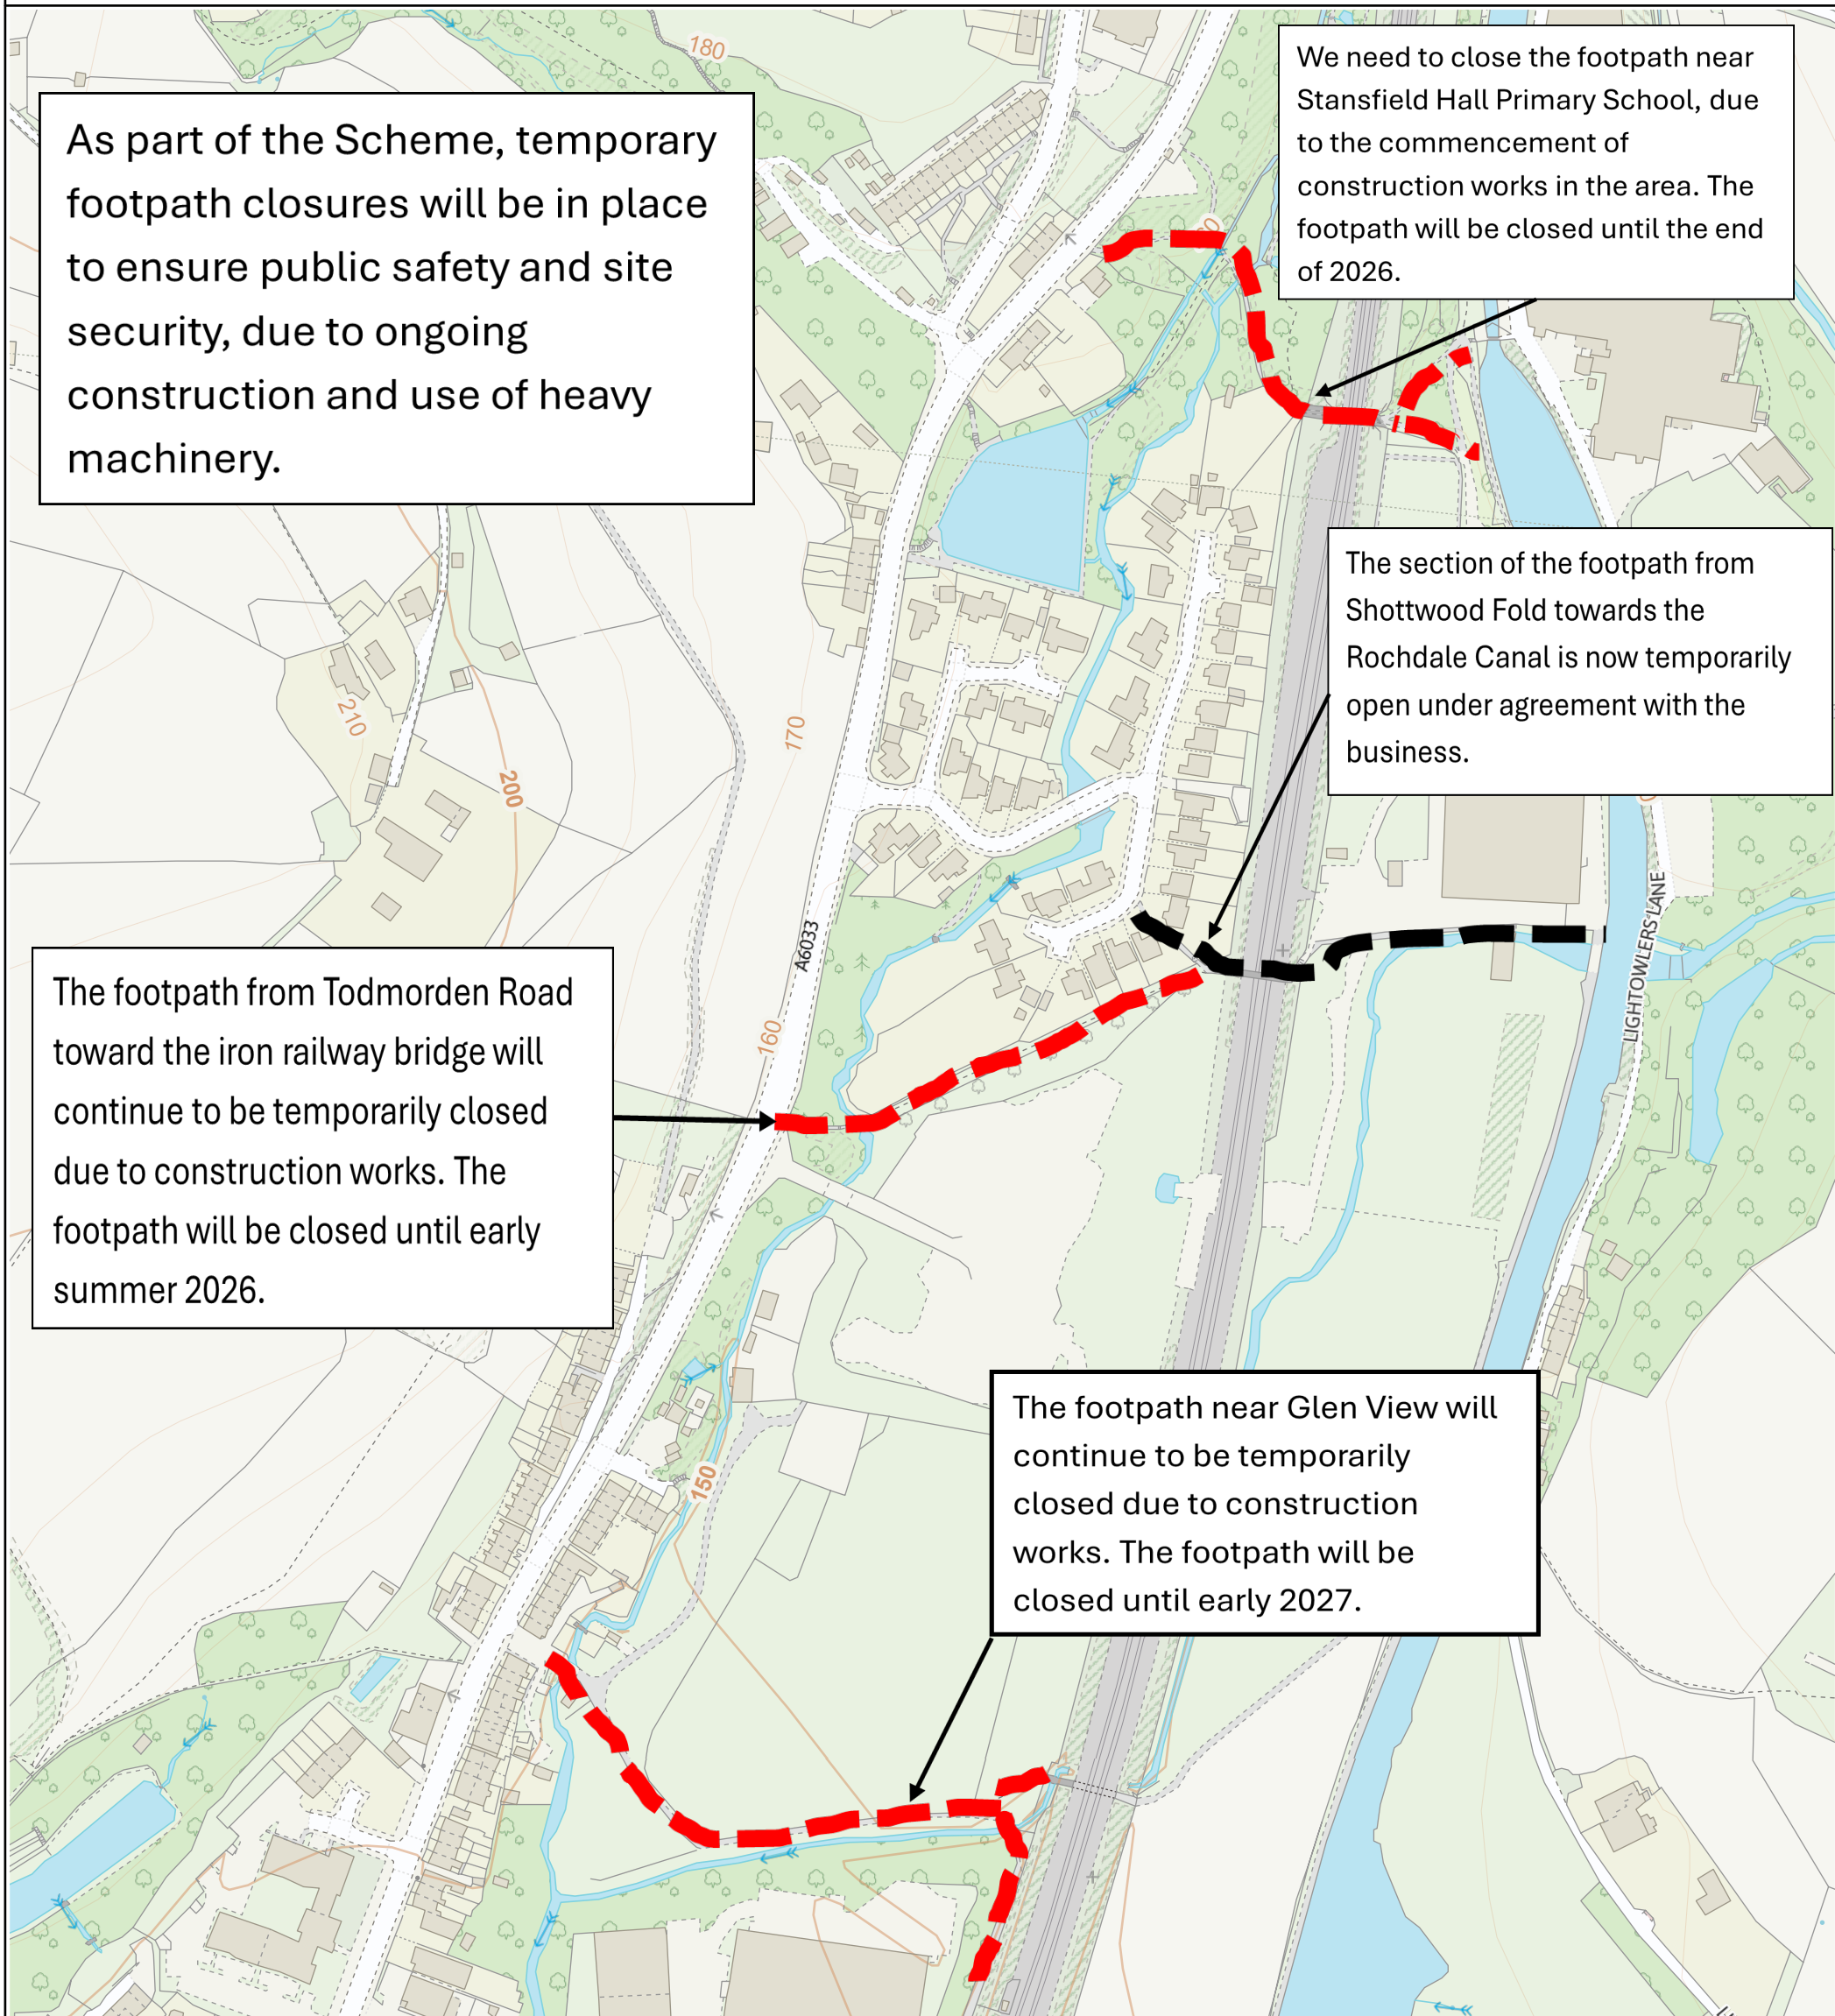 180
We need to close the footpath near
Stansfield Hall Primary School, due
to the commencement of
construction works in the area. The
footpath will be closed until the end
of 2026.
As part of the Scheme, temporary
footpath closures will be in place
to ensure public safety and site
security, due to ongoing
construction and use of heavy
machinery.
The section of the footpath from
Shottwood Fold towards the
Rochdale Canal is now temporarily
open under agreement with the
business.
210
200
170
A6033
LIGHTOWLERS LANE
160
The footpath from Todmorden Road
toward the iron railway bridge will
continue to be temporarily closed
due to construction works. The
footpath will be closed until early
summer 2026.
150
The footpath near Glen View will
continue to be temporarily
closed due to construction
works. The footpath will be
closed until early 2027.